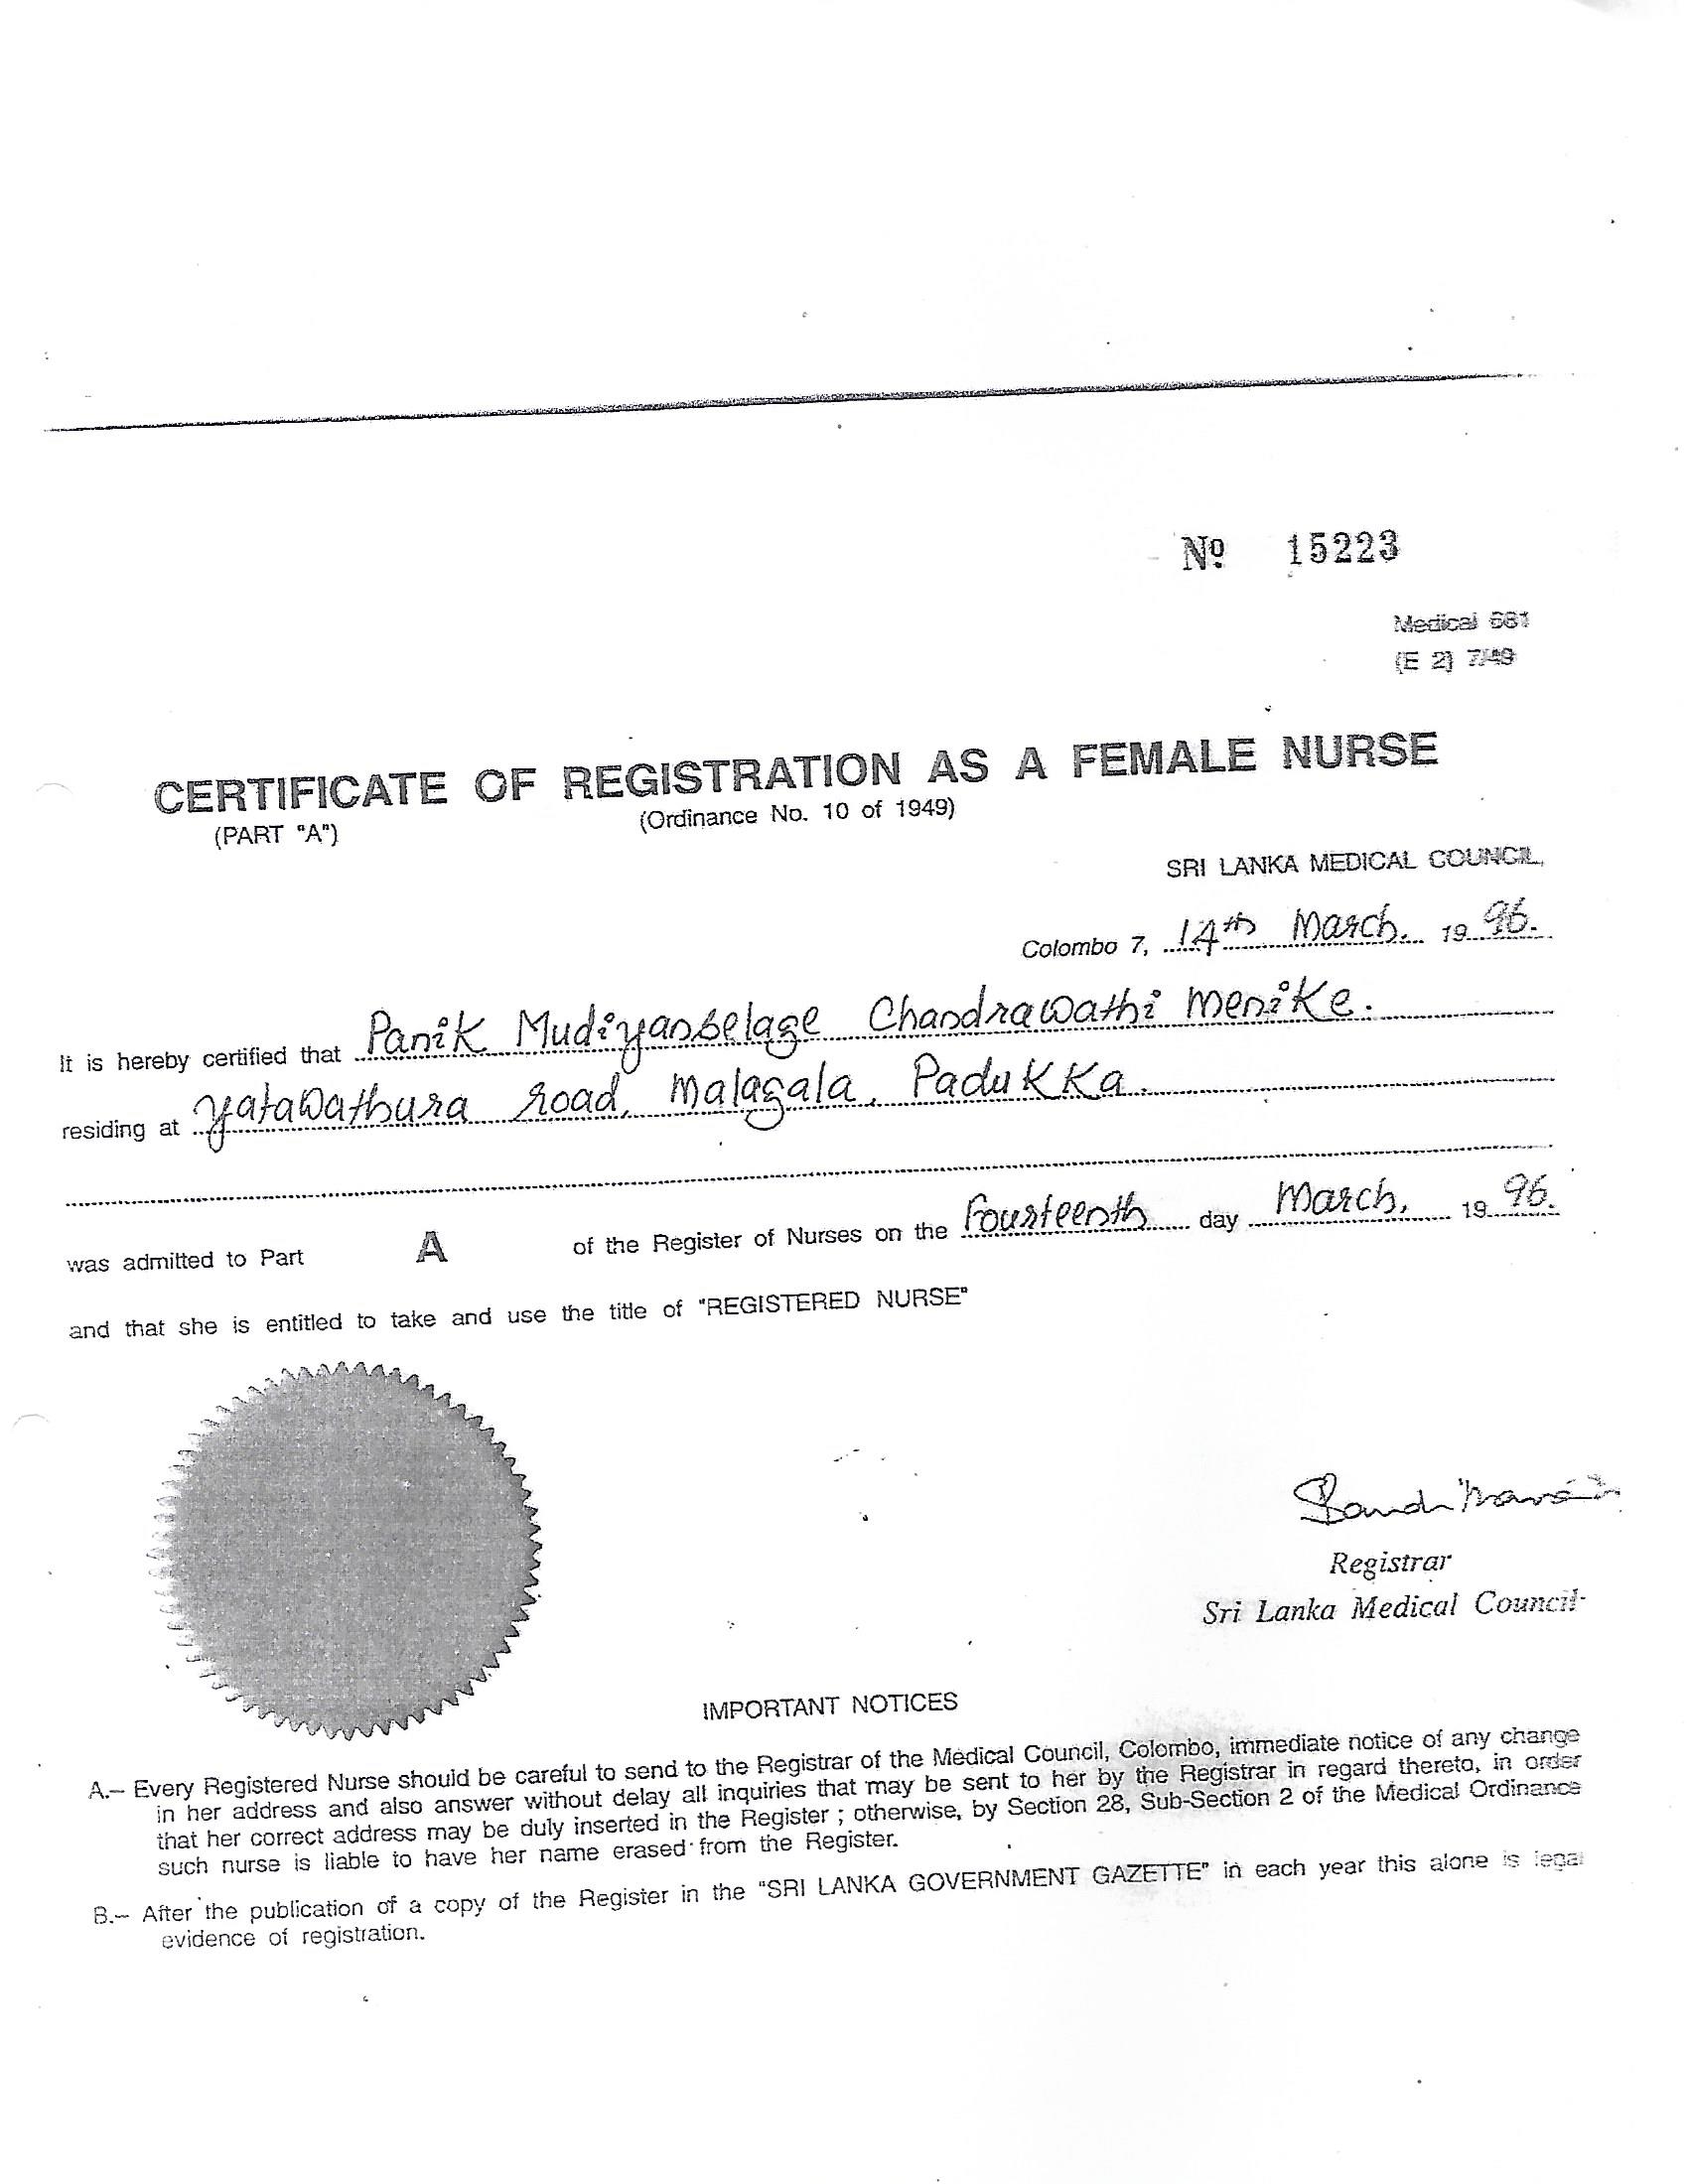 No. 15223
Medical 681
(E 2) 7/49
CERTIFICATE OF REGISTRATION AS A FEMALE NURSE
(PART "A") (Ordinance No. 10 of 1949)
SRI LANKA MEDICAL COUNCIL,
Colombo 7, 14th March. 1996.
It is hereby certified that Panik Mudiyanselage Chandrawathi Menike.
residing at Yatawathura road, Malagala, Padukka.
was admitted to Part A of the Register of Nurses on the fourteenth day March, 1996.
and that she is entitled to take and use the title of "REGISTERED NURSE"
Registrar
Sri Lanka Medical Council
IMPORTANT NOTICES
A.– Every Registered Nurse should be careful to send to the Registrar of the Medical Council, Colombo, immediate notice of any change
in her address and also answer without delay all inquiries that may be sent to her by the Registrar in regard thereto, in order
that her correct address may be duly inserted in the Register ; otherwise, by Section 28, Sub-Section 2 of the Medical Ordinance
such nurse is liable to have her name erased from the Register.
B.– After the publication of a copy of the Register in the "SRI LANKA GOVERNMENT GAZETTE" in each year this alone is legal
evidence of registration.